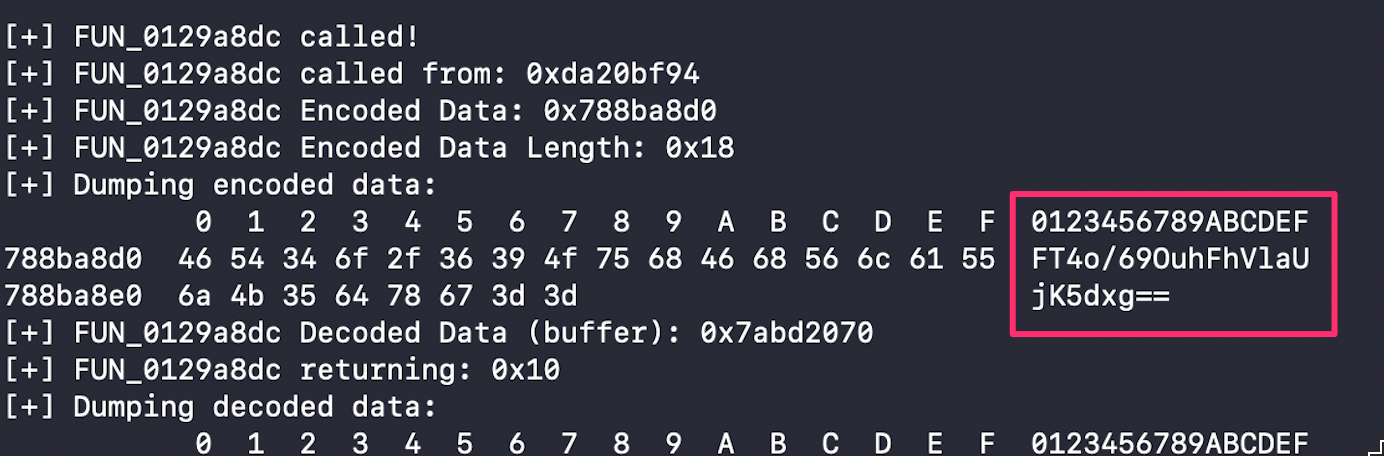 [+] FUN_0129a8dc called!
[+] FUN_0129a8dc called from: 0xda20bf94
[+] FUN_0129a8dc Encoded Data: 0x788ba8d0
[+] FUN_0129a8dc Encoded Data Length: 0x18
[+] Dumping encoded data:
0 1 2 3 4 5 6 7 8 9 A B C D E F 0123456789ABCDEF
788ba8d0 46 54 34 6f 2f 36 39 4f 75 68 46 68 56 6c 61 55 FT4o/69OuhFhVlaU
788ba8e0 6a 4b 35 64 78 67 3d 3d jK5dxg==
[+] FUN_0129a8dc Decoded Data (buffer): 0x7abd2070
[+] FUN_0129a8dc returning: 0x10
[+] Dumping decoded data:
0 1 2 3 4 5 6 7 8 9 A B C D E F 0123456789ABCDEF